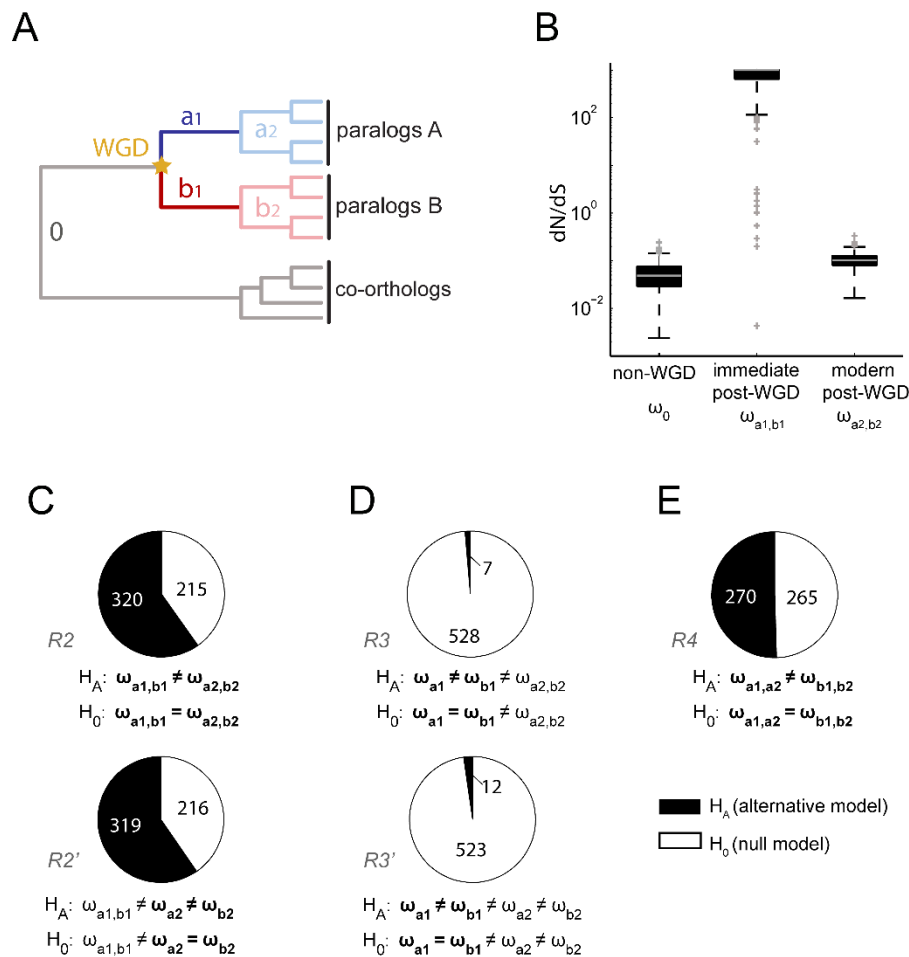 A
WGD
a1
a2
b1
b2
0
paralogs A
paralogs B
co-orthologs
B
dN/dS
10²
10⁰
10⁻²
non-WGD
ω₀
immediate
post-WGD
ωa1,b1
modern
post-WGD
ωa2,b2
C
320
215
R2
HA: ωa1,b1 ≠ ωa2,b2
H0: ωa1,b1 = ωa2,b2
319
216
R2'
HA: ωa1,b1 ≠ ωa2 ≠ ωb2
H0: ωa1,b1 ≠ ωa2 = ωb2
D
7
528
R3
HA: ωa1 ≠ ωb1 ≠ ωa2,b2
H0: ωa1 = ωb1 ≠ ωa2,b2
12
523
R3'
HA: ωa1 ≠ ωb1 ≠ ωa2 ≠ ωb2
H0: ωa1 = ωb1 ≠ ωa2 ≠ ωb2
E
270
265
R4
HA: ωa1,a2 ≠ ωb1,b2
H0: ωa1,a2 = ωb1,b2
HA (alternative model)
H0 (null model)